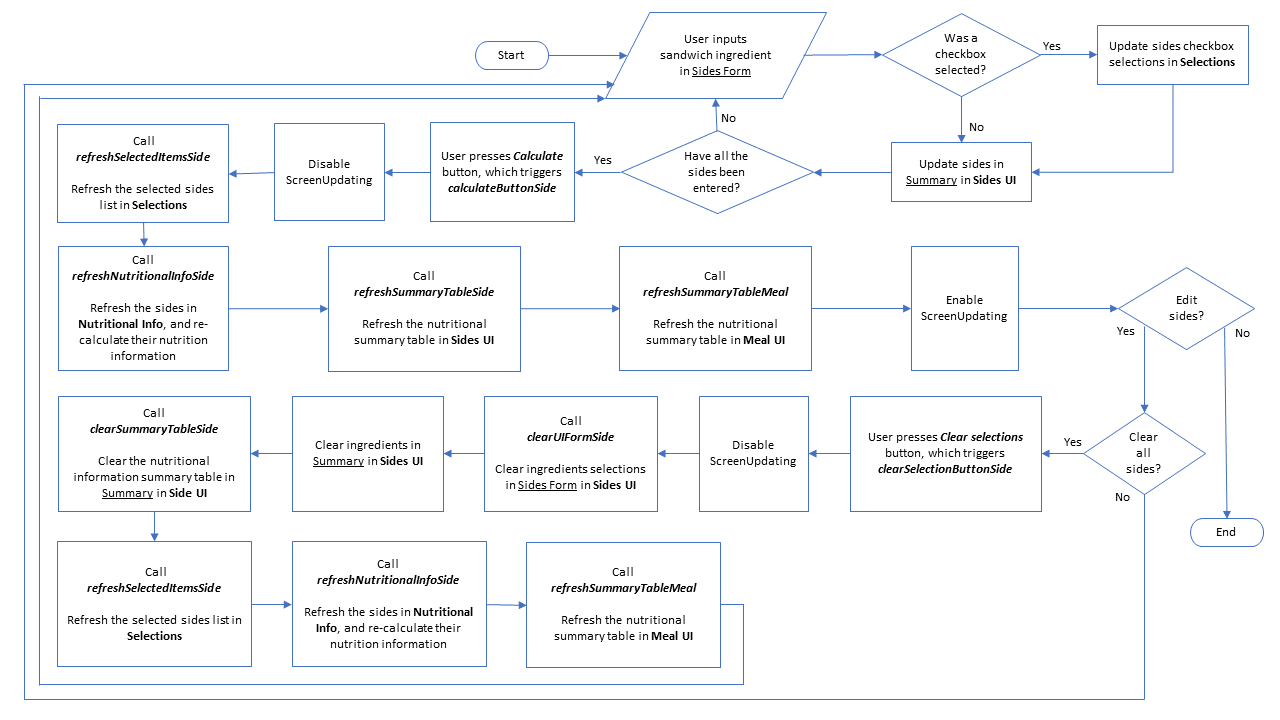 Start
User inputs
sandwich ingredient
in Sides Form
Was a
checkbox
selected?
Yes
Update sides checkbox
selections in Selections
No
Update sides in
Summary in Sides UI
Have all the
sides been
entered?
No
Yes
User presses Calculate
button, which triggers
calculateButtonSide
Disable
ScreenUpdating
Call
refreshSelectedItemsSide
Refresh the selected sides
list in Selections
Call
refreshNutritionalInfoSide
Refresh the sides in
Nutritional Info, and re-
calculate their nutrition
information
Call
refreshSummaryTableSide
Refresh the nutritional
summary table in Sides UI
Call
refreshSummaryTableMeal
Refresh the nutritional
summary table in Meal UI
Enable
ScreenUpdating
Edit
sides?
Yes
No
End
Clear
all
sides?
Yes
No
User presses Clear selections
button, which triggers
clearSelectionButtonSide
Disable
ScreenUpdating
Call
clearUIFormSide
Clear ingredients selections
in Sides Form in Sides UI
Clear ingredients in
Summary in Sides UI
Call
clearSummaryTableSide
Clear the nutritional
information summary table in
Summary in Side UI
Call
refreshSelectedItemsSide
Refresh the selected sides list in
Selections
Call
refreshNutritionalInfoSide
Refresh the sides in Nutritional
Info, and re-calculate their
nutrition information
Call
refreshSummaryTableMeal
Refresh the nutritional
summary table in Meal UI